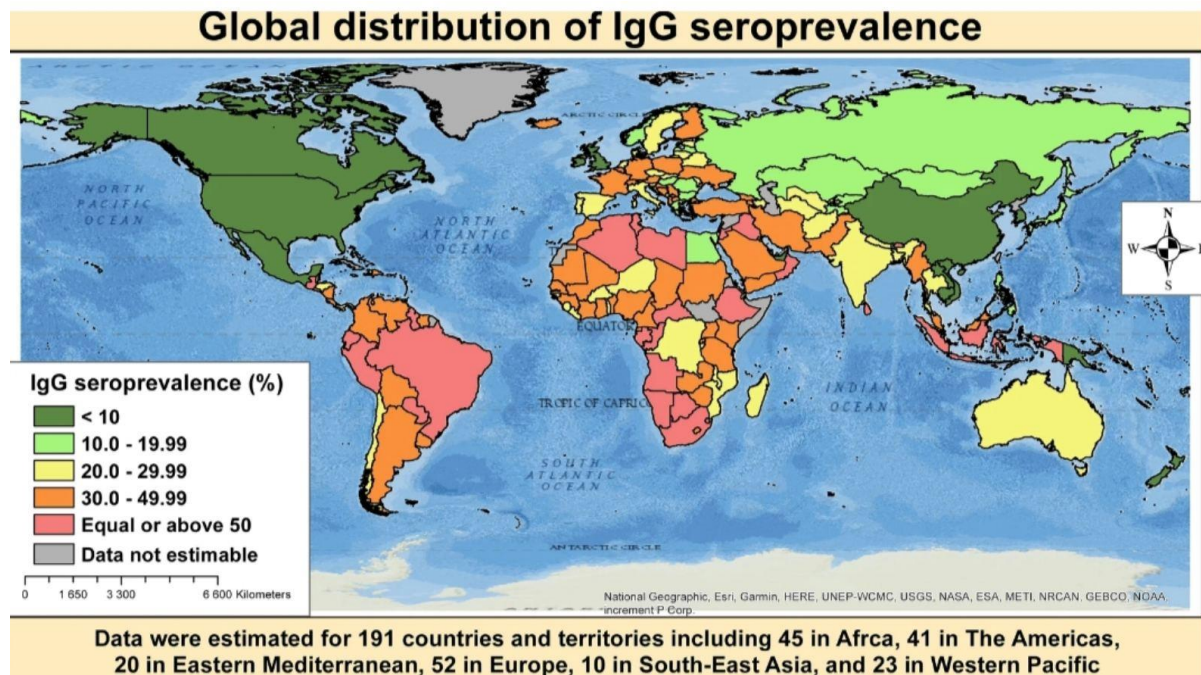 Global distribution of IgG seroprevalence
ARCTIC CIRCLE
NORTH
PACIFIC
OCEAN
NORTH
ATLANTIC
OCEAN
N
W
S
EQUATOR
INDIAN
OCEAN
TROPIC OF CAPRIC
SOUTH
ATLANTIC
OCEAN
ANTARCTIC CIRCLE
IgG seroprevalence (%)
< 10
10.0 - 19.99
20.0 - 29.99
30.0 - 49.99
Equal or above 50
Data not estimable
0 1 650 3 300 6 600 Kilometers
National Geographic, Esri, Garmin, HERE, UNEP-WCMC, USGS, NASA, ESA, METI, NRCAN, GEBCO, NOAA,
increment P Corp.
Data were estimated for 191 countries and territories including 45 in Afrca, 41 in The Americas,
20 in Eastern Mediterranean, 52 in Europe, 10 in South-East Asia, and 23 in Western Pacific